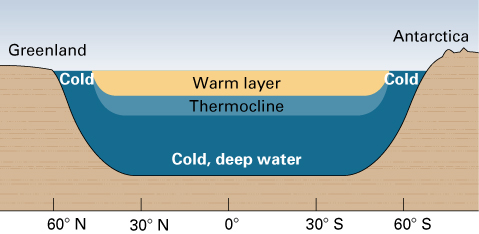 Greenland
Antarctica
Cold
Warm layer
Cold
Thermocline
Cold, deep water
60° N
30° N
0°
30° S
60° S